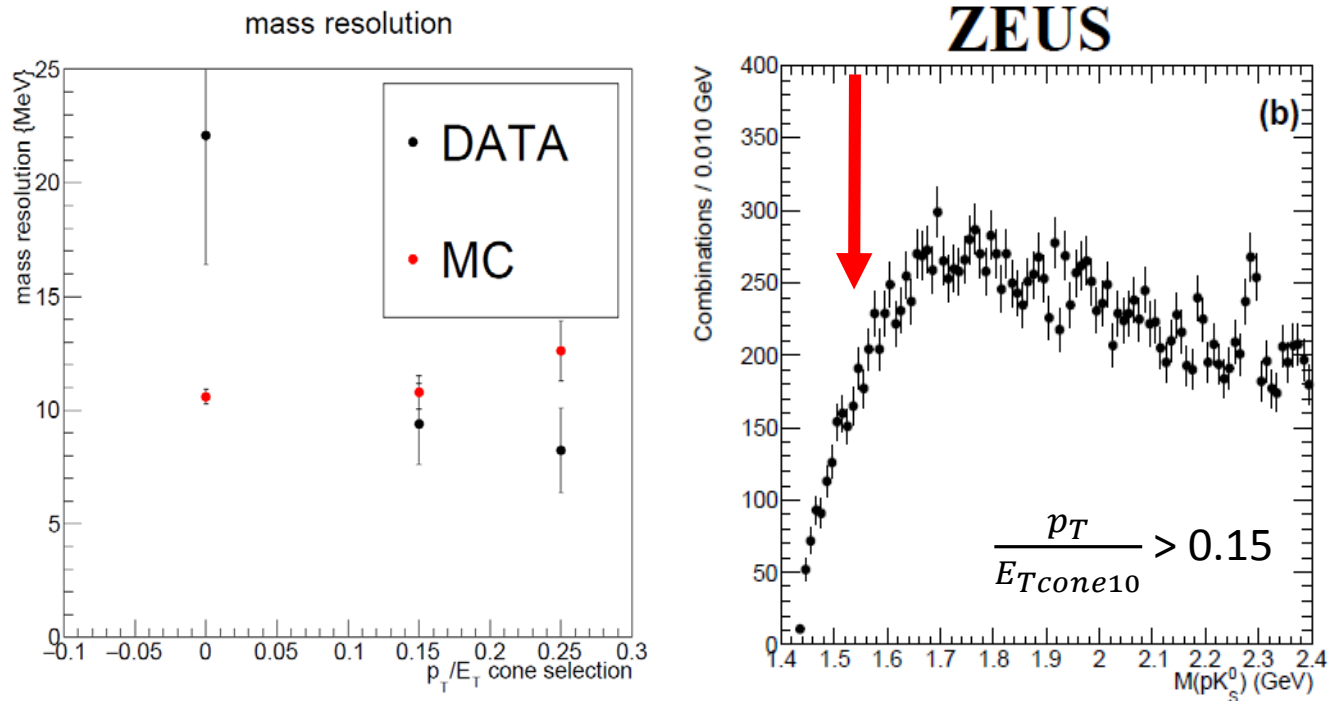 mass resolution
mass resolution {MeV}
25
20
15
10
5
0
DATA
MC
−0.1 −0.05 0 0.05 0.1 0.15 0.2 0.25 0.3
p_T/E_T cone selection
ZEUS
Combinations / 0.010 GeV
400
350
300
250
200
150
100
50
0
(b)
p_T/E_{Tcone10} > 0.15
1.4 1.5 1.6 1.7 1.8 1.9 2 2.1 2.2 2.3 2.4
M(pK⁰_S) (GeV)